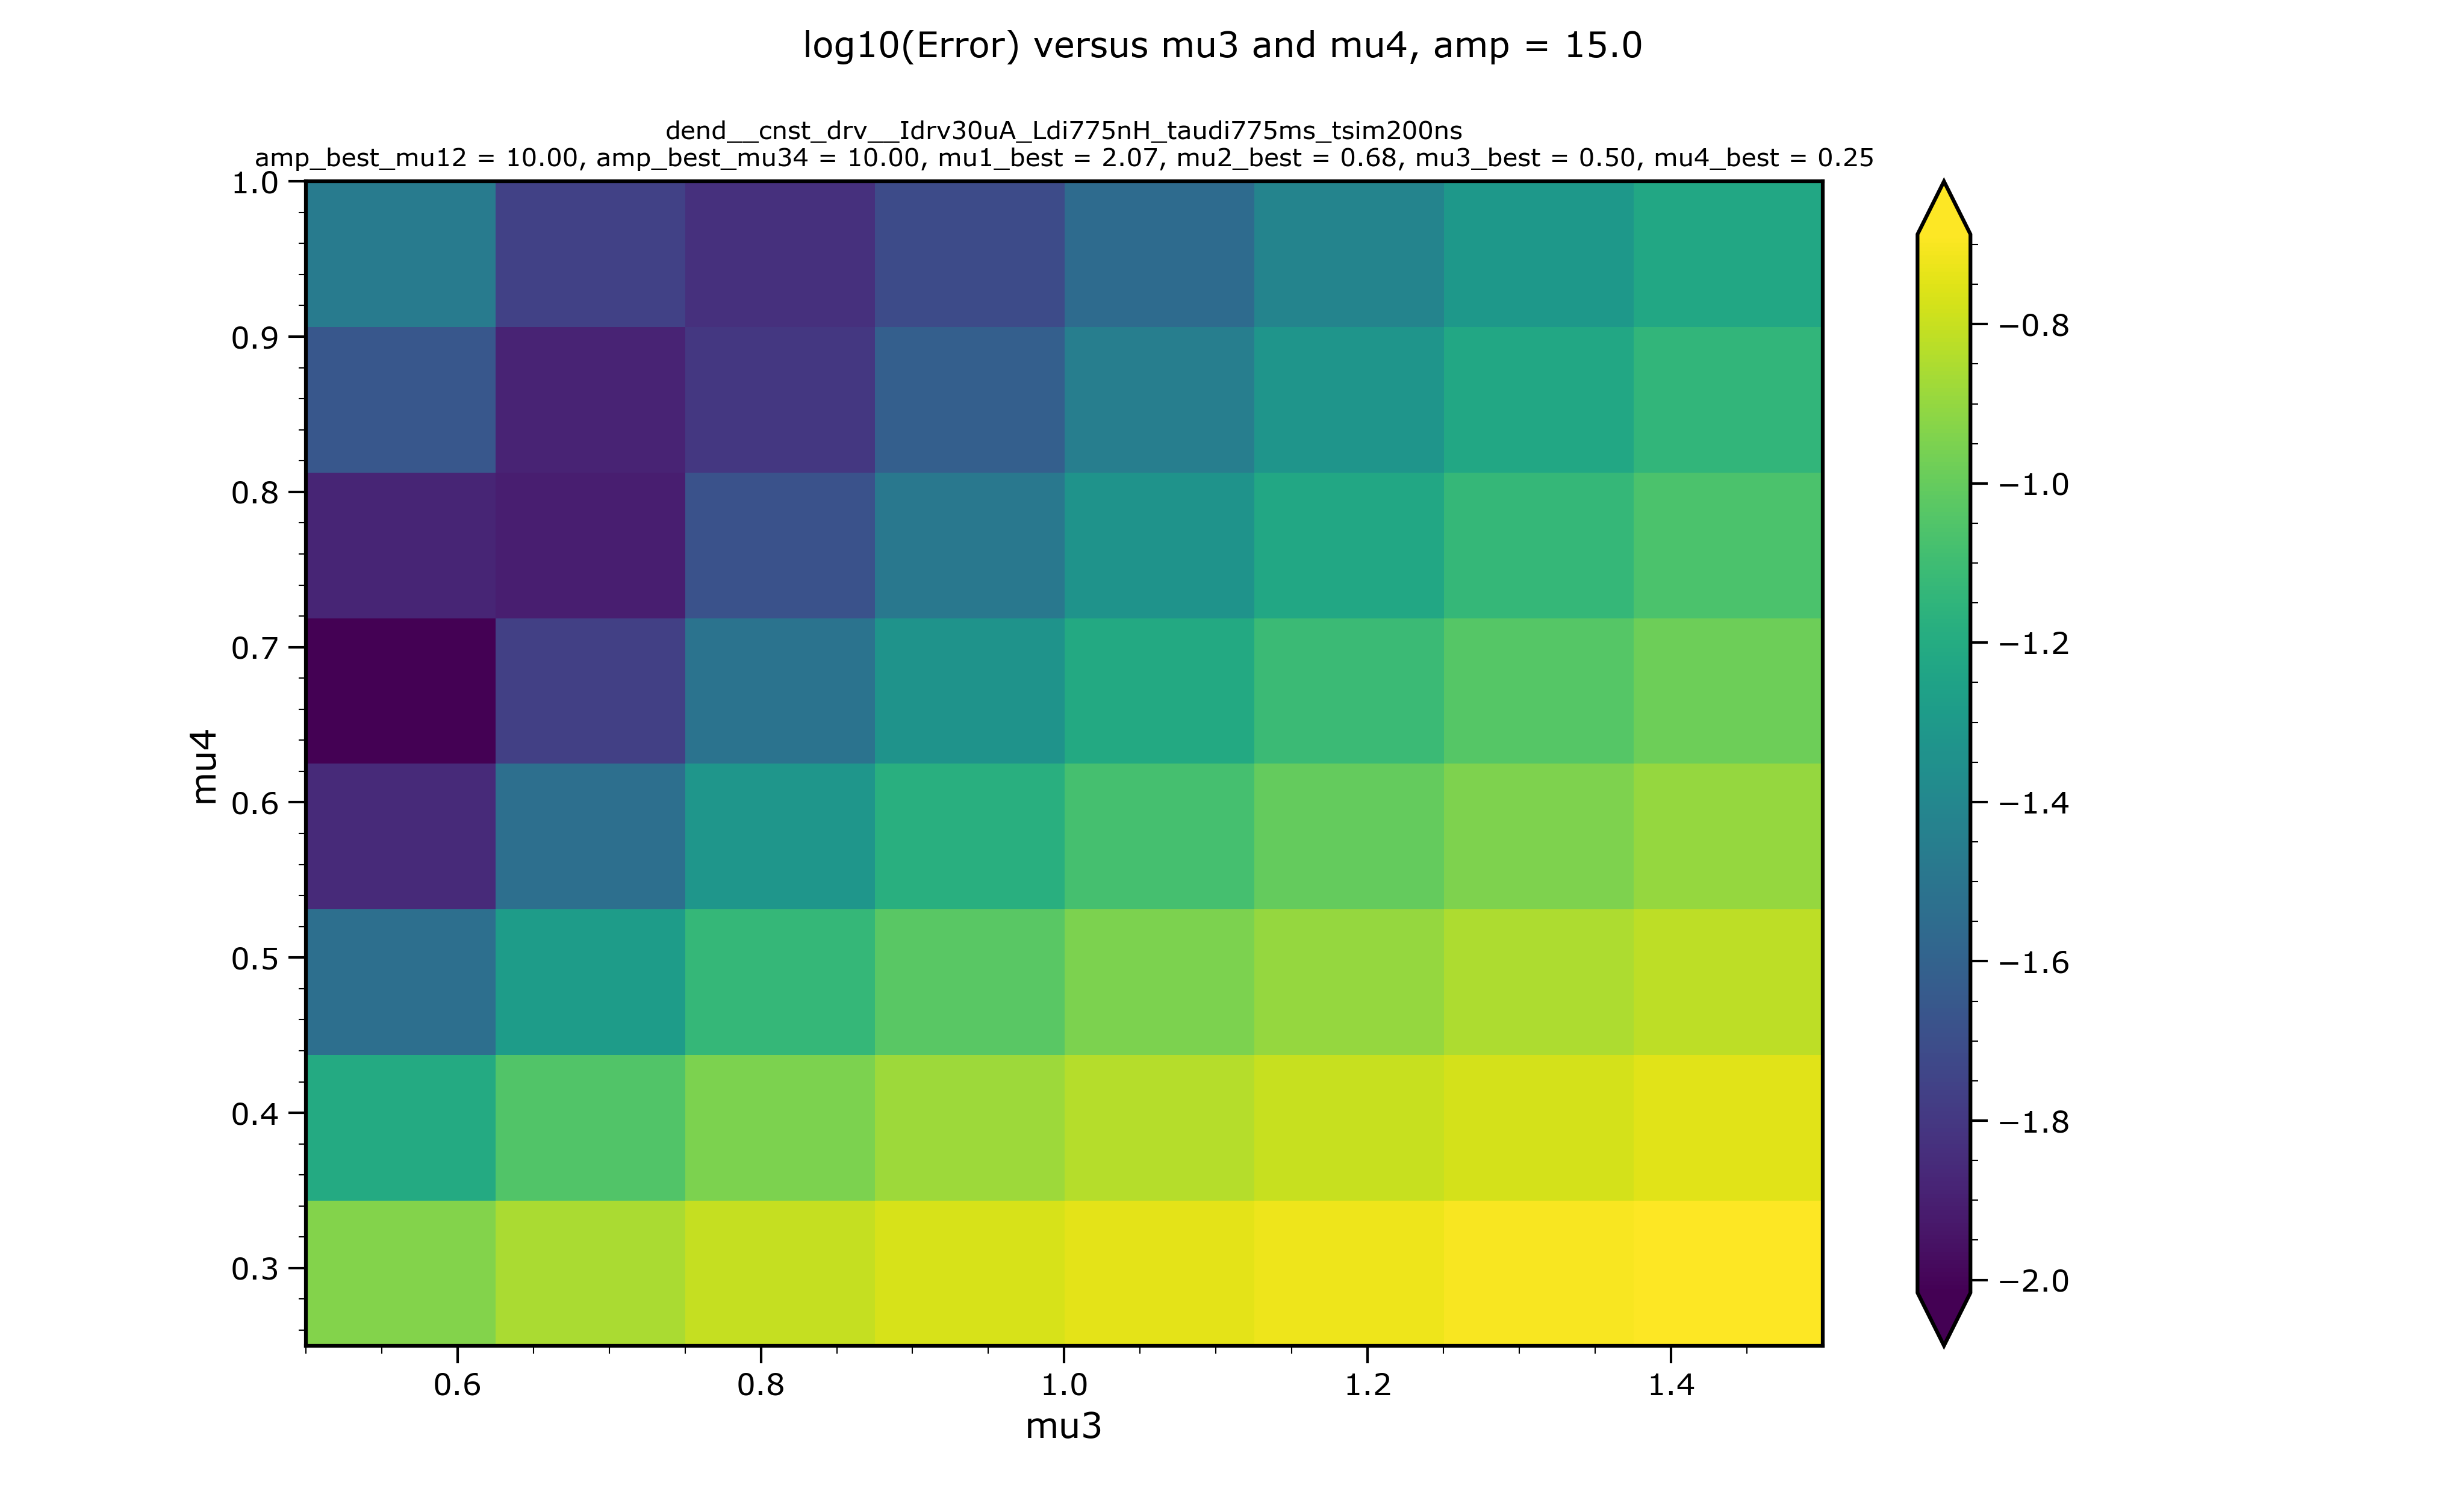 log10(Error) versus mu3 and mu4, amp = 15.0
dend__cnst_drv__Idrv30uA_Ldi775nH_taudi775ms_tsim200ns
amp_best_mu12 = 10.00, amp_best_mu34 = 10.00, mu1_best = 2.07, mu2_best = 0.68, mu3_best = 0.50, mu4_best = 0.25
1.0
0.9
0.8
0.7
0.6
0.5
0.4
0.3
mu4
0.6 0.8 1.0 1.2 1.4
mu3
−0.8
−1.0
−1.2
−1.4
−1.6
−1.8
−2.0